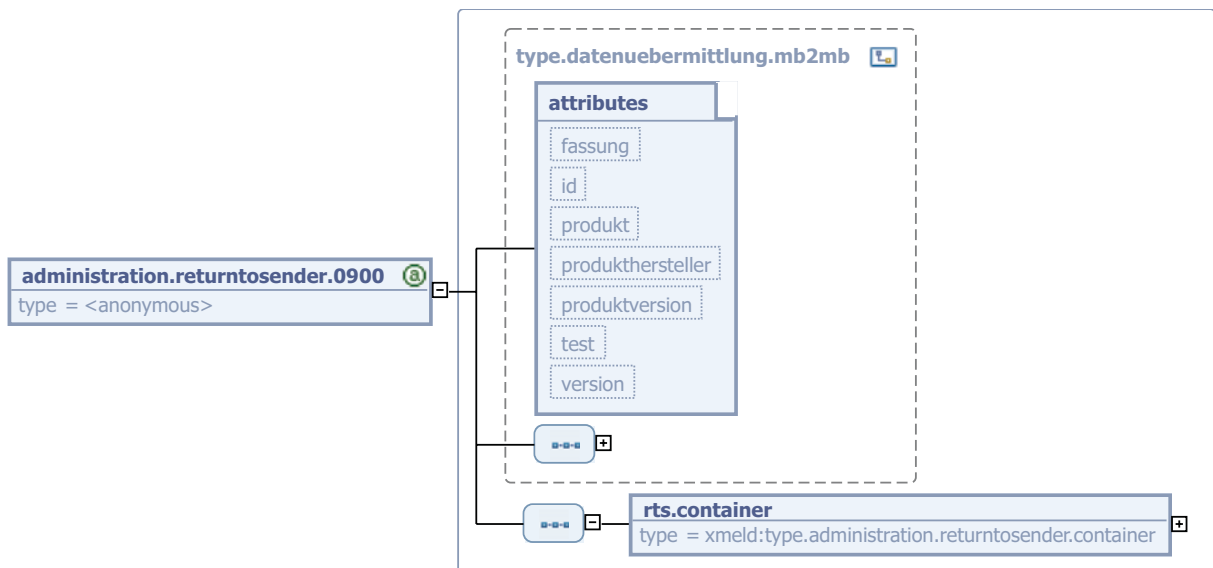 type.datenuebermittlung.mb2mb
attributes
fassung
id
produkt
produkthersteller
produktversion
test
version
administration.returntosender.0900
type = <anonymous>
rts.container
type = xmeld:type.administration.returntosender.container